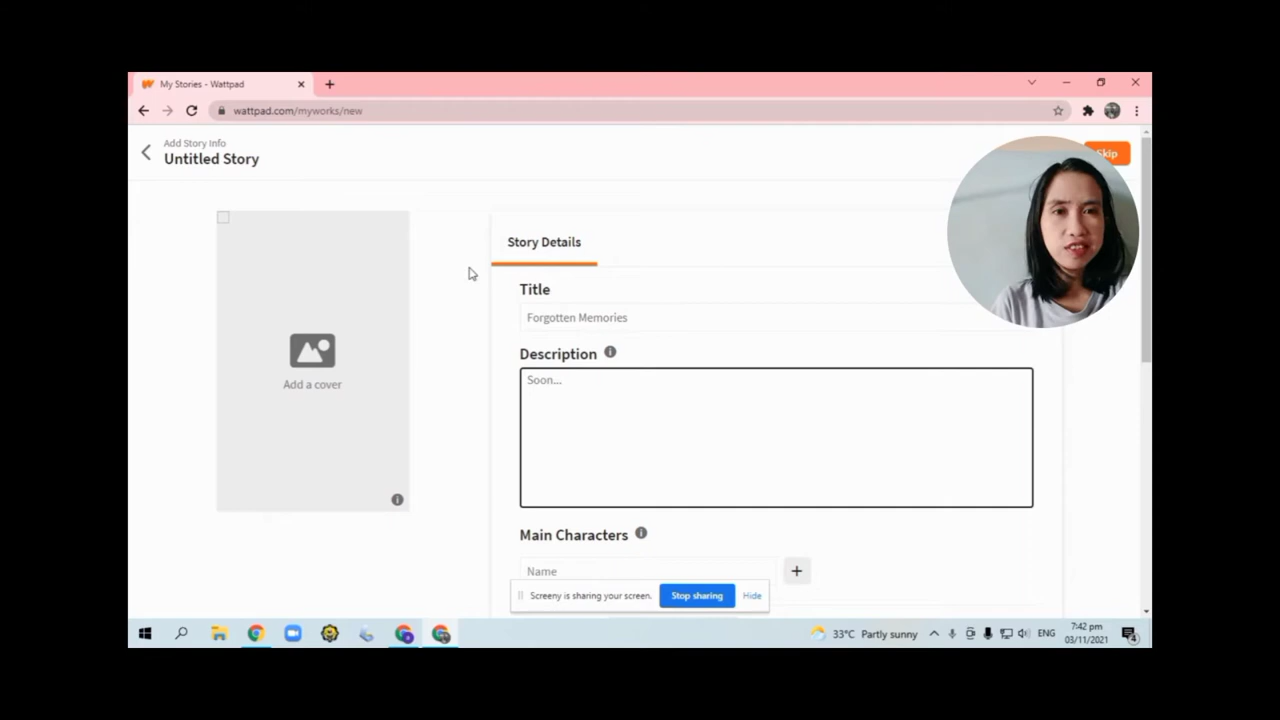 My Stories - Wattpad
wattpad.com/myworks/new
Add Story Info
Untitled Story
Skip
Story Details
Title
Forgotten Memories
Description
Soon...
Add a cover
Main Characters
Name
Screeny is sharing your screen.
Stop sharing
Hide
33°C Partly sunny
ENG
7:42 pm
03/11/2021
4